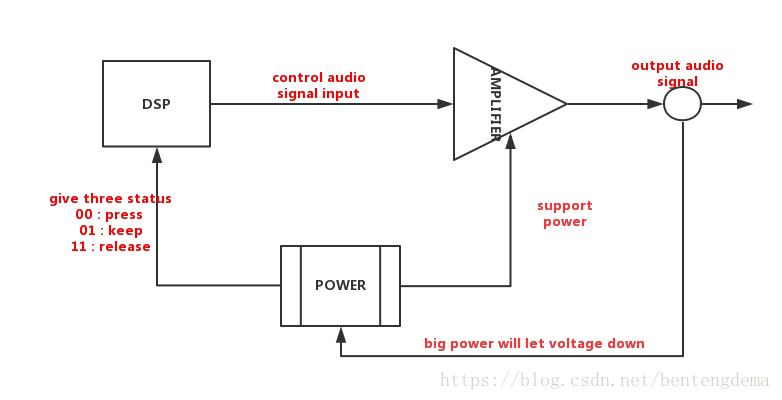 control audio
signal input
output audio
signal
DSP
AMPLIFIER
give three status
00 : press
01 : keep
11 : release
support
power
POWER
big power will let voltage down
https://blog.csdn.net/bentengdema